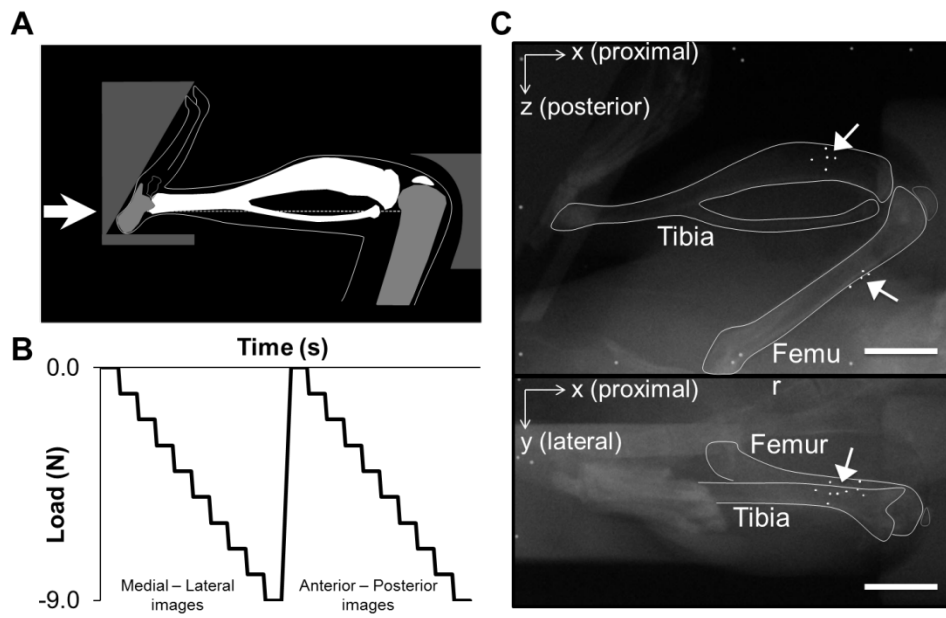 A
B
Time (s)
0.0
Load (N)
-9.0
Medial – Lateral
images
Anterior – Posterior
images
C
x (proximal)
z (posterior)
Tibia
Femu
r
x (proximal)
y (lateral)
Femur
Tibia